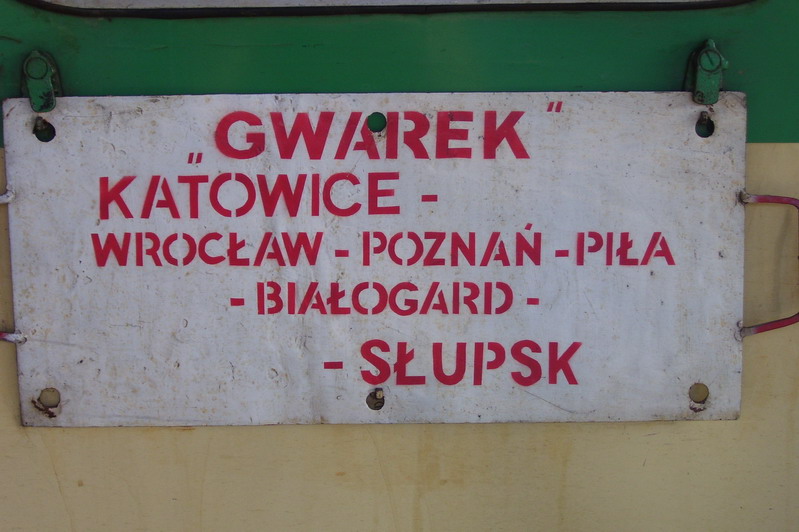 „GWAREK"
KATOWICE -
WROCŁAW - POZNAŃ - PIŁA
- BIAŁOGARD -
- SŁUPSK